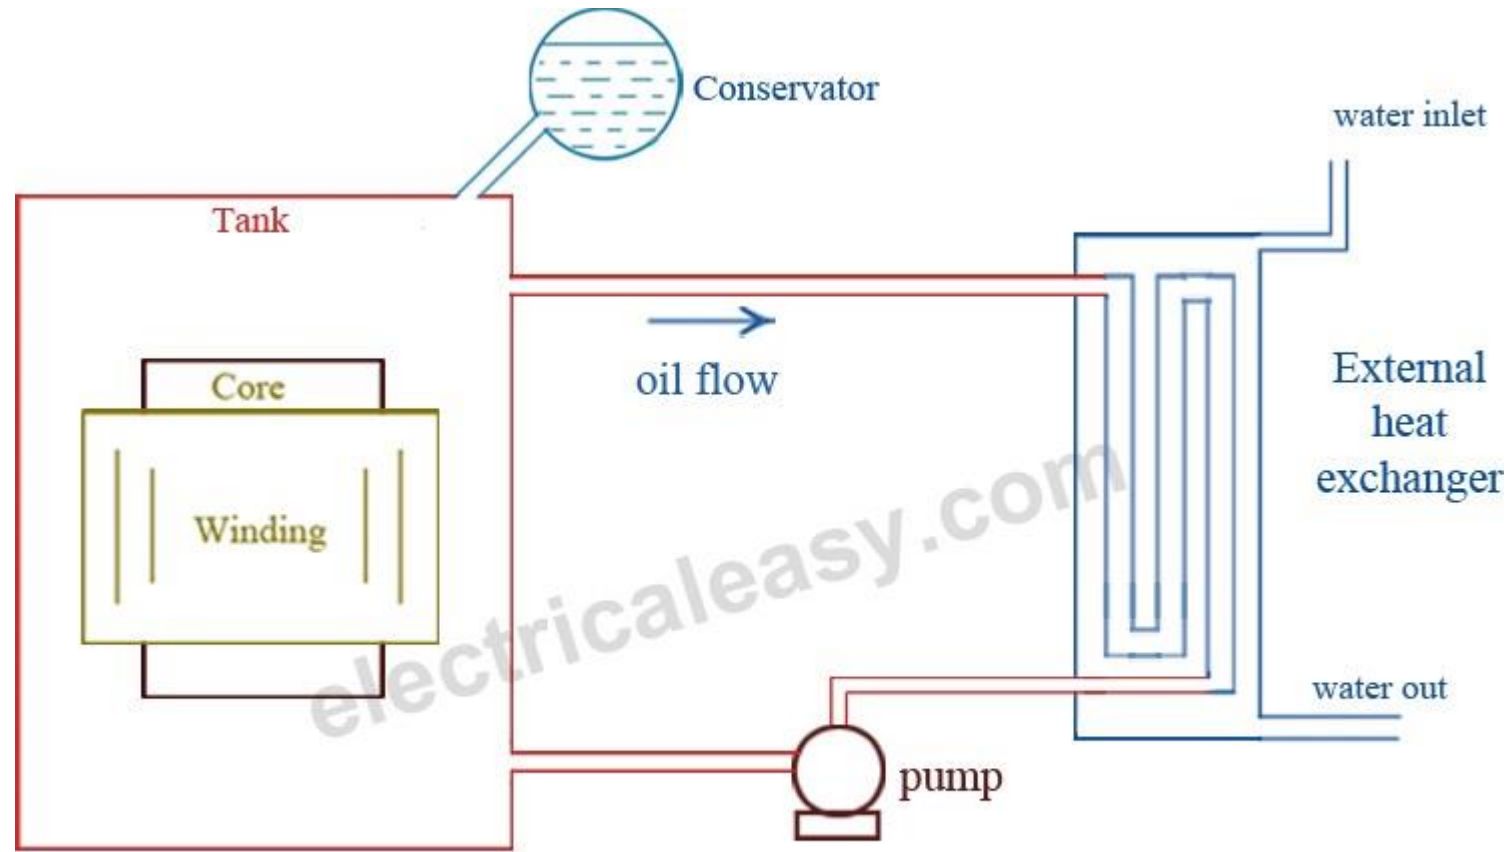 Conservator
water inlet
Tank
oil flow
Core
External
heat
exchanger
Winding
electricaleasy.com
water out
pump